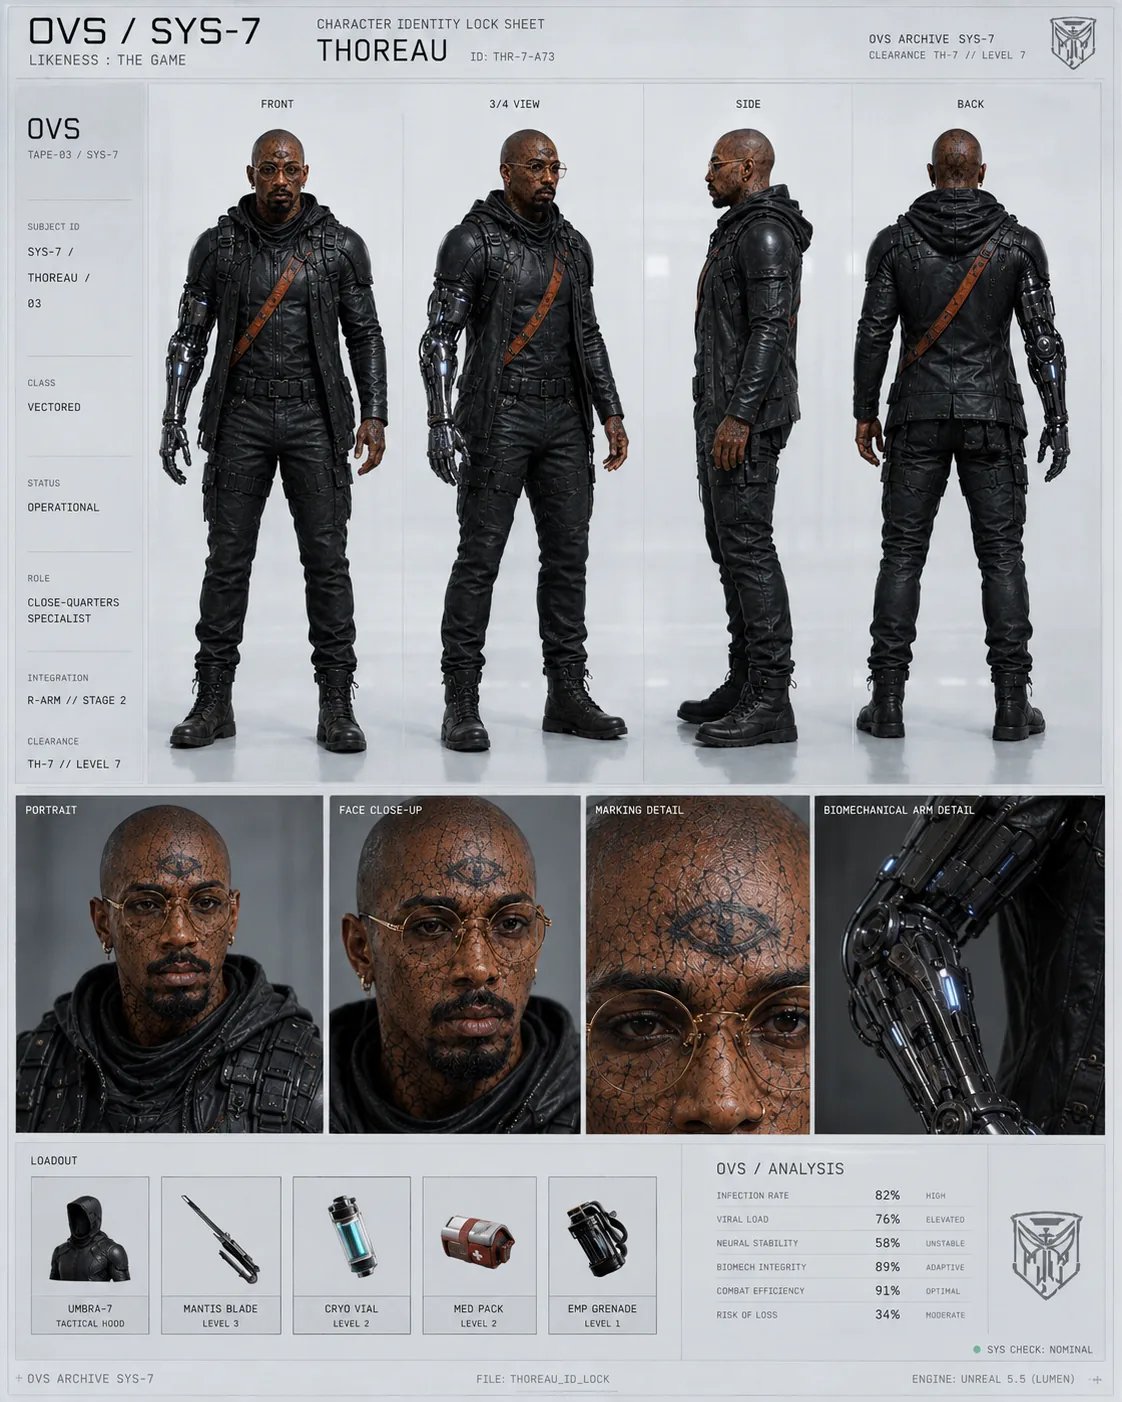 OVS / SYS-7
LIKENESS : THE GAME
CHARACTER IDENTITY LOCK SHEET
THOREAU ID: THR-7-A73
OVS ARCHIVE SYS-7
CLEARANCE TH-7 // LEVEL 7
OVS
TAPE-03 / SYS-7
SUBJECT ID
SYS-7 /
THOREAU /
03
CLASS
VECTORED
STATUS
OPERATIONAL
ROLE
CLOSE-QUARTERS
SPECIALIST
INTEGRATION
R-ARM // STAGE 2
CLEARANCE
TH-7 // LEVEL 7
FRONT
3/4 VIEW
SIDE
BACK
PORTRAIT
FACE CLOSE-UP
MARKING DETAIL
BIOMECHANICAL ARM DETAIL
LOADOUT
UMBRA-7
TACTICAL HOOD
MANTIS BLADE
LEVEL 3
CRYO VIAL
LEVEL 2
MED PACK
LEVEL 2
EMP GRENADE
LEVEL 1
OVS / ANALYSIS
INFECTION RATE 82% HIGH
VIRAL LOAD 76% ELEVATED
NEURAL STABILITY 58% UNSTABLE
BIOMECH INTEGRITY 89% ADAPTIVE
COMBAT EFFICIENCY 91% OPTIMAL
RISK OF LOSS 34% MODERATE
SYS CHECK: NOMINAL
OVS ARCHIVE SYS-7
FILE: THOREAU_ID_LOCK
ENGINE: UNREAL 5.5 (LUMEN)